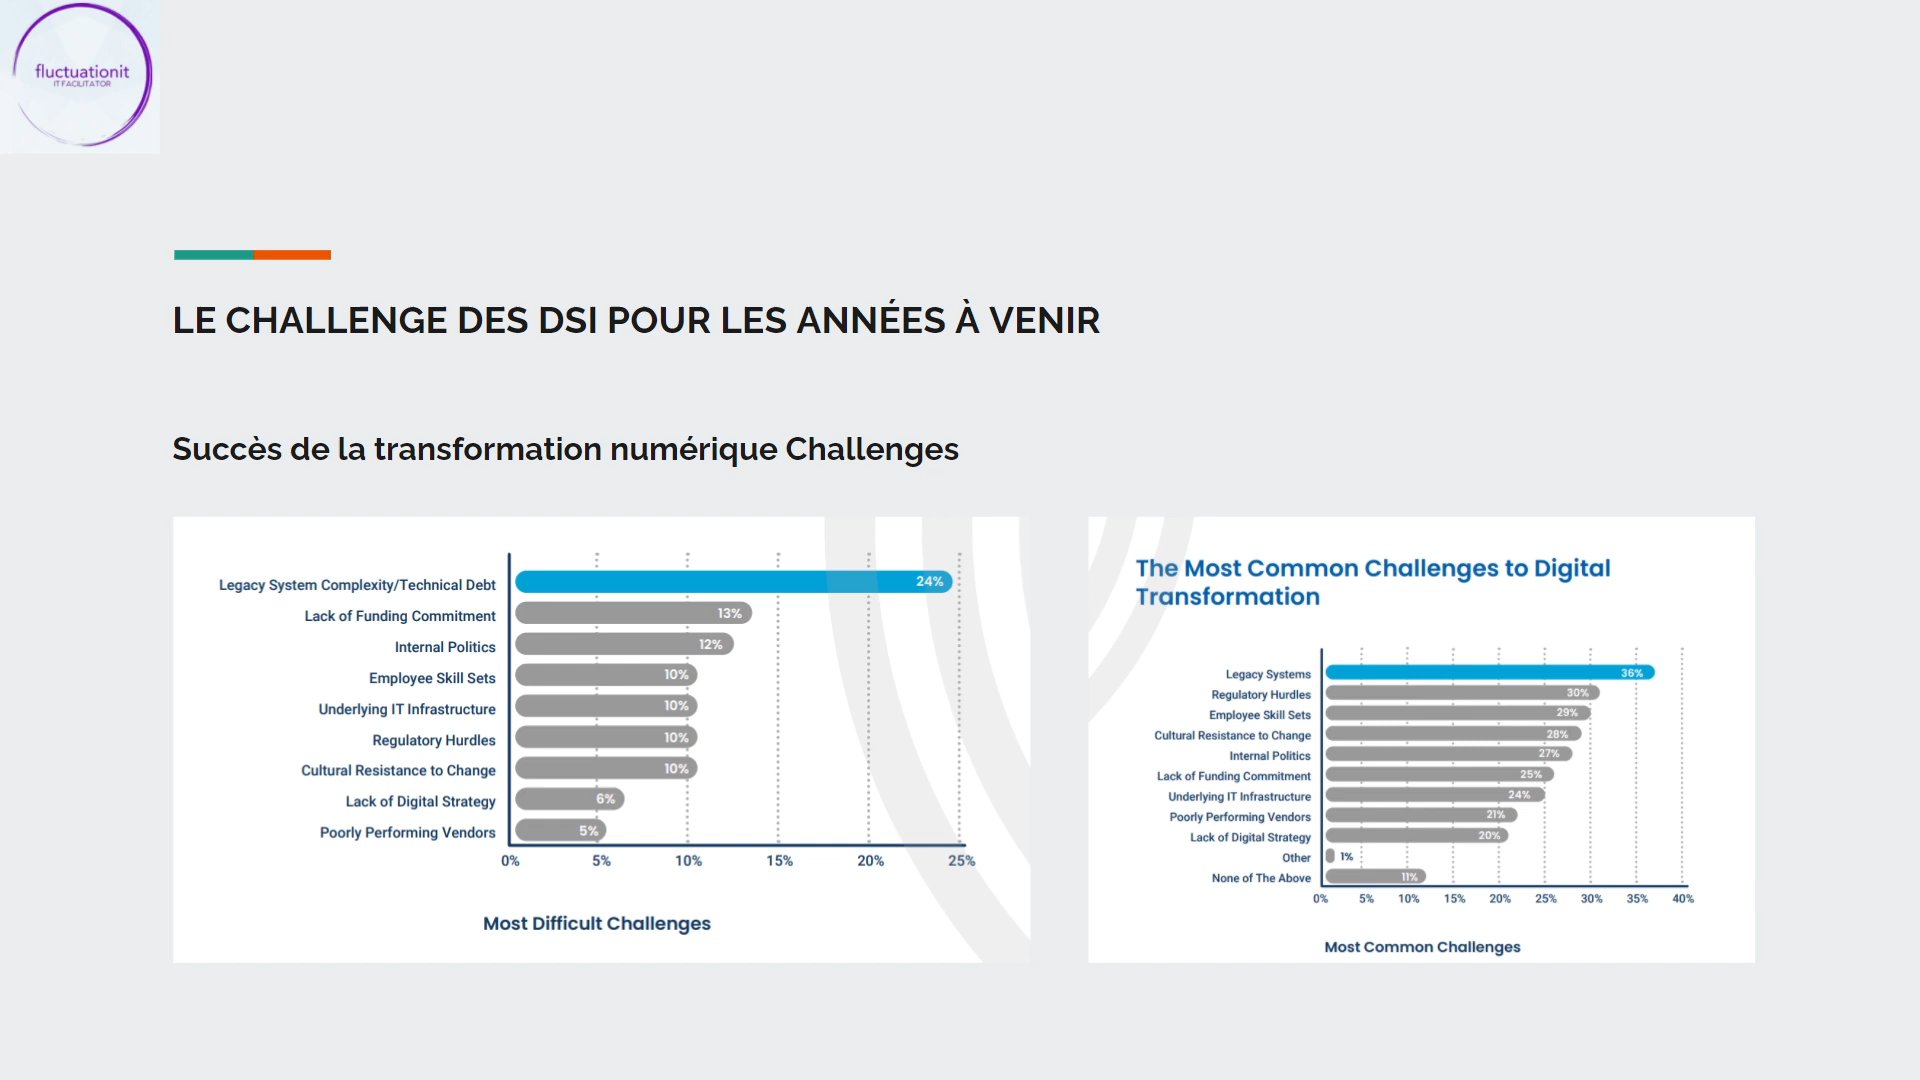 fluctuationit
IT FACILITATOR
LE CHALLENGE DES DSI POUR LES ANNÉES À VENIR
Succès de la transformation numérique Challenges
Legacy System Complexity/Technical Debt 24%
Lack of Funding Commitment 13%
Internal Politics 12%
Employee Skill Sets 10%
Underlying IT Infrastructure 10%
Regulatory Hurdles 10%
Cultural Resistance to Change 10%
Lack of Digital Strategy 6%
Poorly Performing Vendors 5%
0% 5% 10% 15% 20% 25%
Most Difficult Challenges
The Most Common Challenges to Digital
Transformation
Legacy Systems 36%
Regulatory Hurdles 30%
Employee Skill Sets 29%
Cultural Resistance to Change 28%
Internal Politics 27%
Lack of Funding Commitment 25%
Underlying IT Infrastructure 24%
Poorly Performing Vendors 21%
Lack of Digital Strategy 20%
Other 1%
None of The Above 11%
0% 5% 10% 15% 20% 25% 30% 35% 40%
Most Common Challenges